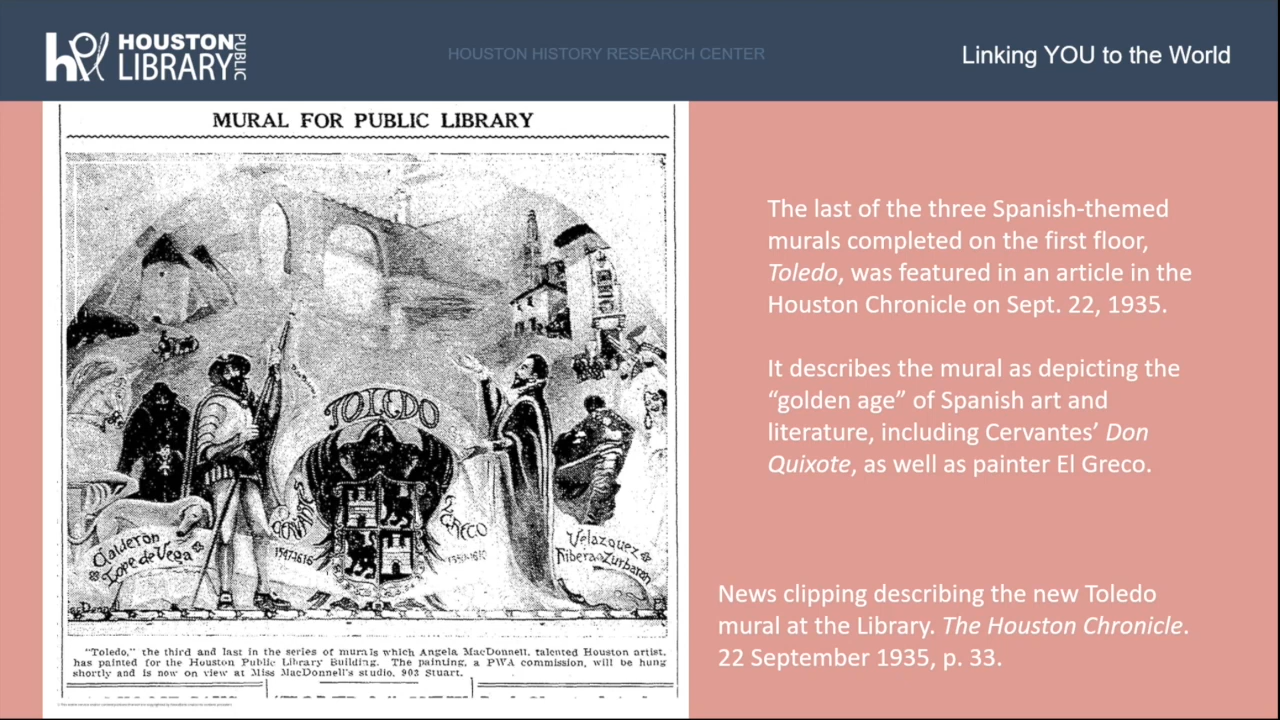 HOUSTON PUBLIC LIBRARY
HOUSTON HISTORY RESEARCH CENTER
Linking YOU to the World
MURAL FOR PUBLIC LIBRARY
TOLEDO
GRECO
1547-1616
Calderon
Lope de Vega
Velazquez
Ribera Zurbaran
"Toledo," the third and last in the series of murals which Angela MacDonnell, talented Houston artist,
has painted for the Houston Public Library Building. The painting, a PWA commission, will be hung
shortly and is now on view at Miss MacDonnell's studio, 903 Stuart.
The last of the three Spanish-themed
murals completed on the first floor,
Toledo, was featured in an article in the
Houston Chronicle on Sept. 22, 1935.
It describes the mural as depicting the
“golden age” of Spanish art and
literature, including Cervantes’ Don
Quixote, as well as painter El Greco.
News clipping describing the new Toledo
mural at the Library. The Houston Chronicle.
22 September 1935, p. 33.